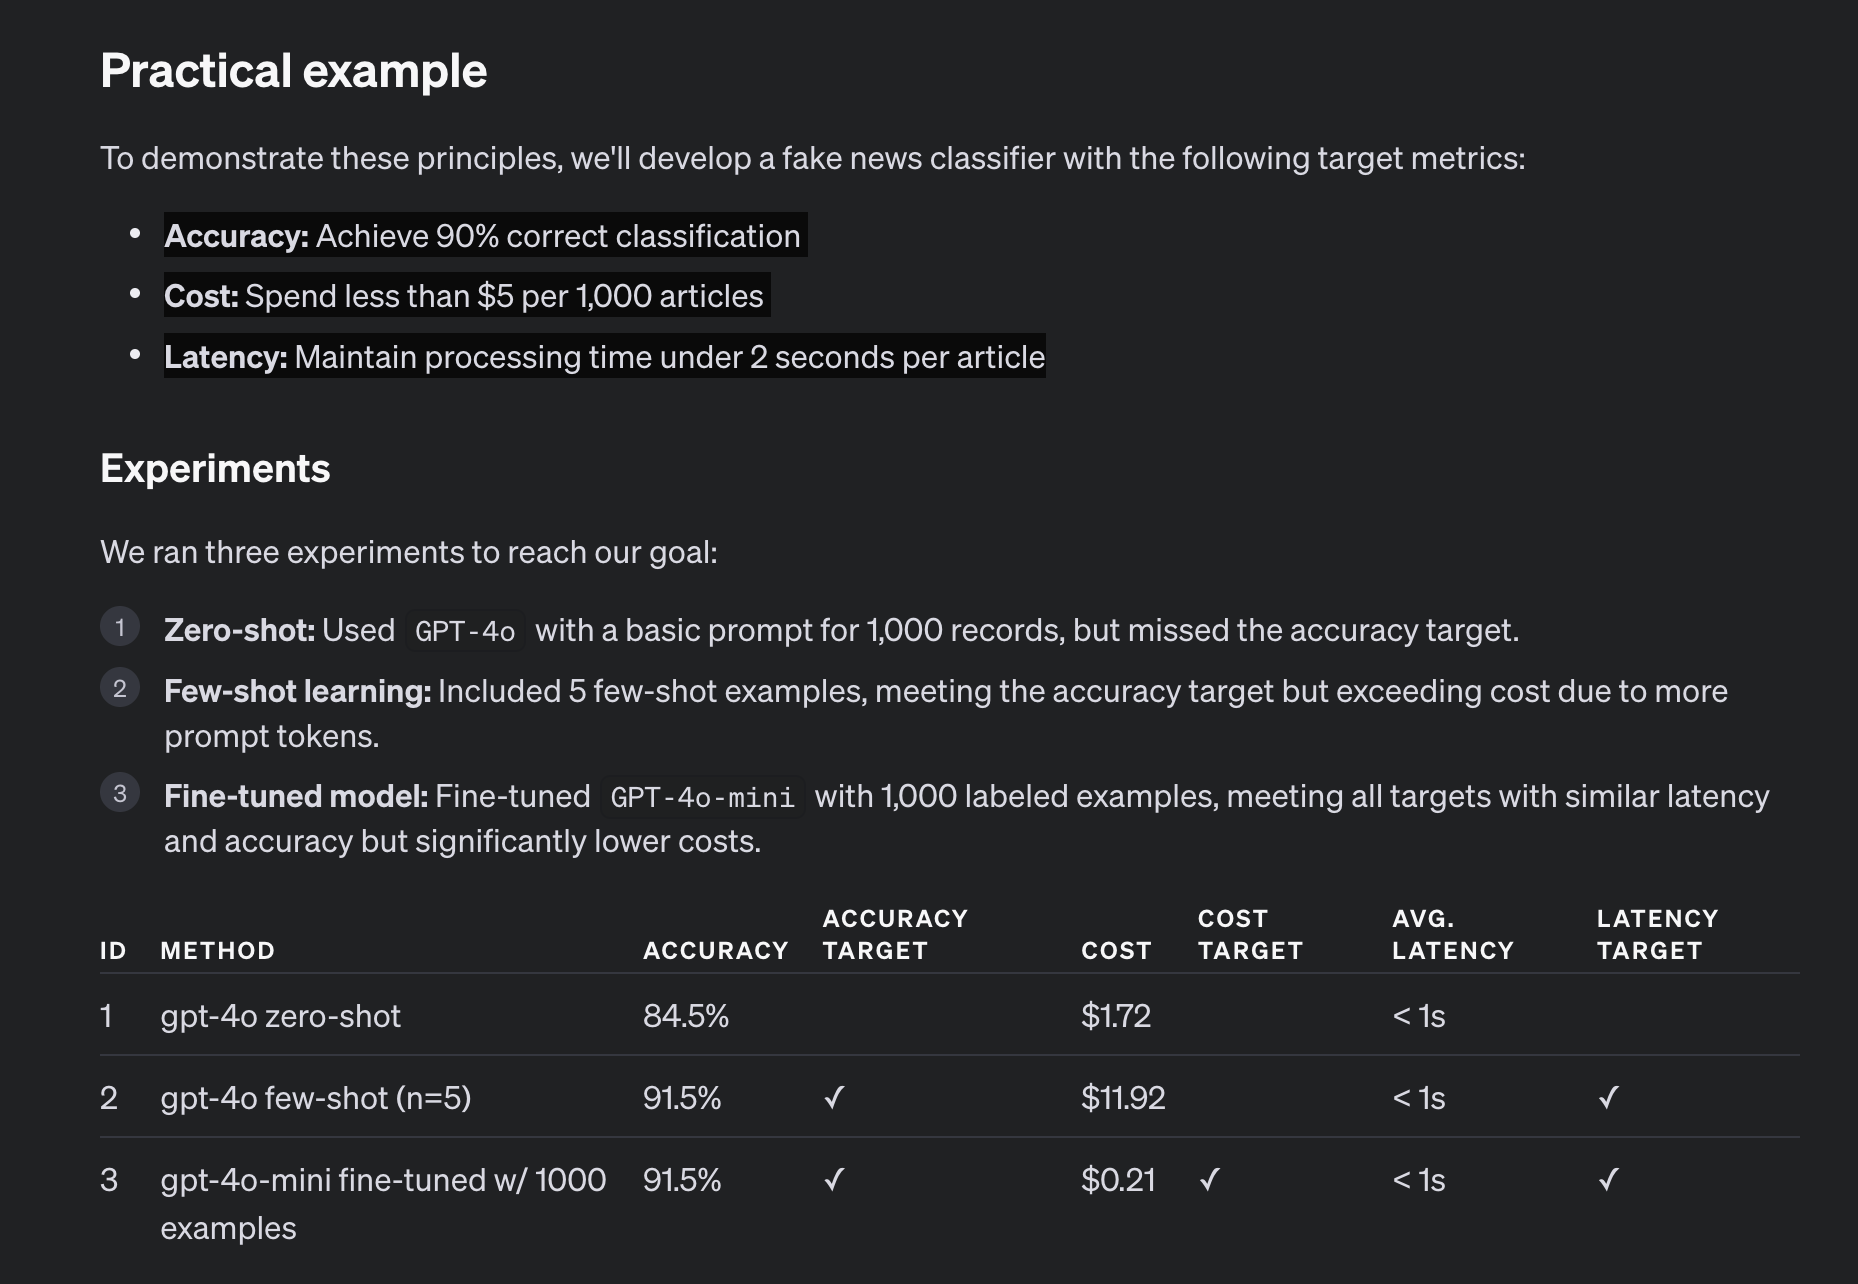 Practical example
To demonstrate these principles, we'll develop a fake news classifier with the following target metrics:
• Accuracy: Achieve 90% correct classification
• Cost: Spend less than $5 per 1,000 articles
• Latency: Maintain processing time under 2 seconds per article
Experiments
We ran three experiments to reach our goal:
1 Zero-shot: Used GPT-4o with a basic prompt for 1,000 records, but missed the accuracy target.
2 Few-shot learning: Included 5 few-shot examples, meeting the accuracy target but exceeding cost due to more
prompt tokens.
3 Fine-tuned model: Fine-tuned GPT-4o-mini with 1,000 labeled examples, meeting all targets with similar latency
and accuracy but significantly lower costs.
ID METHOD ACCURACY ACCURACY TARGET COST COST TARGET AVG. LATENCY LATENCY TARGET
1 gpt-4o zero-shot 84.5% $1.72 < 1s
2 gpt-4o few-shot (n=5) 91.5% ✓ $11.92 < 1s ✓
3 gpt-4o-mini fine-tuned w/ 1000 91.5% ✓ $0.21 ✓ < 1s ✓
examples